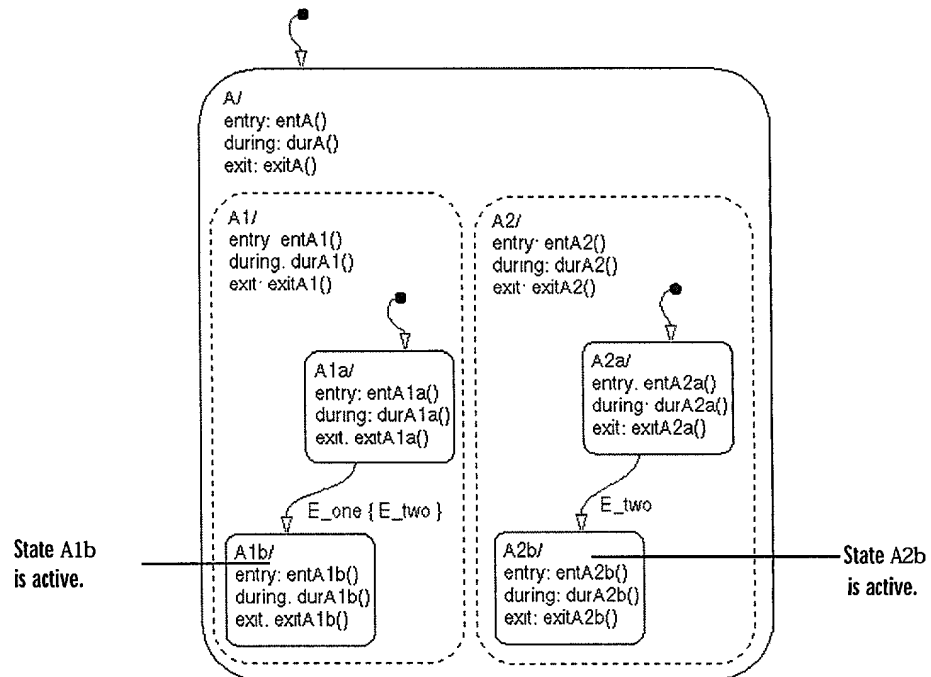 A/
entry: entA()
during: durA()
exit: exitA()
A1/
entry entA1()
during. durA1()
exit· exitA1()
A2/
entry· entA2()
during: durA2()
exit· exitA2()
A1a/
entry: entA1a()
during: durA1a()
exit. exitA1a()
A2a/
entry. entA2a()
during· durA2a()
exit: exitA2a()
E_one { E_two }
E_two
A1b/
entry: entA1b()
during. durA1b()
exit. exitA1b()
A2b/
entry: entA2b()
during: durA2b()
exit: exitA2b()
State A1b
is active.
State A2b
is active.